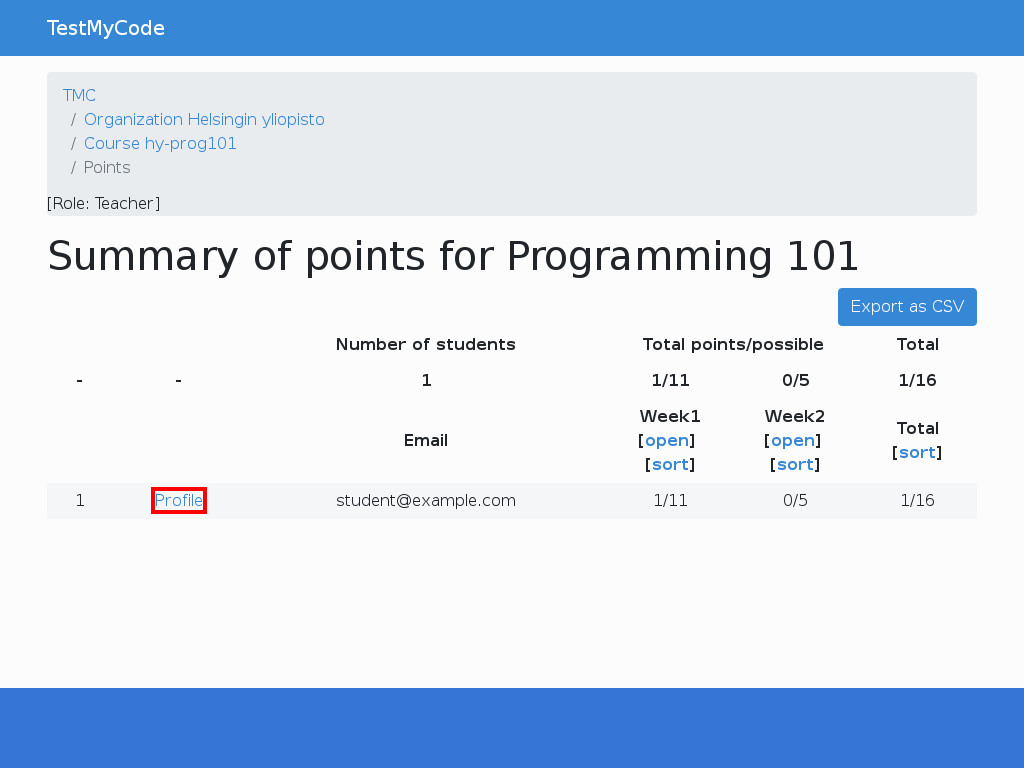 TestMyCode
TMC
/ Organization Helsingin yliopisto
/ Course hy-prog101
/ Points
[Role: Teacher]
Summary of points for Programming 101
Export as CSV
Number of students Total points/possible Total
- - 1 1/11 0/5 1/16
Email Week1 [open] [sort] Week2 [open] [sort] Total [sort]
1 Profile student@example.com 1/11 0/5 1/16